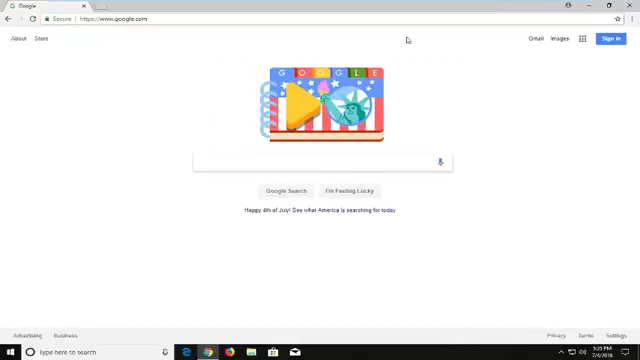 Google
Secure https://www.google.com
About Store Gmail Images Sign in
GOOGLE
Google Search I'm Feeling Lucky
Happy 4th of July! See what America is searching for today
Advertising Business Privacy Terms Settings
Type here to search
5:25 PM
7/4/2018